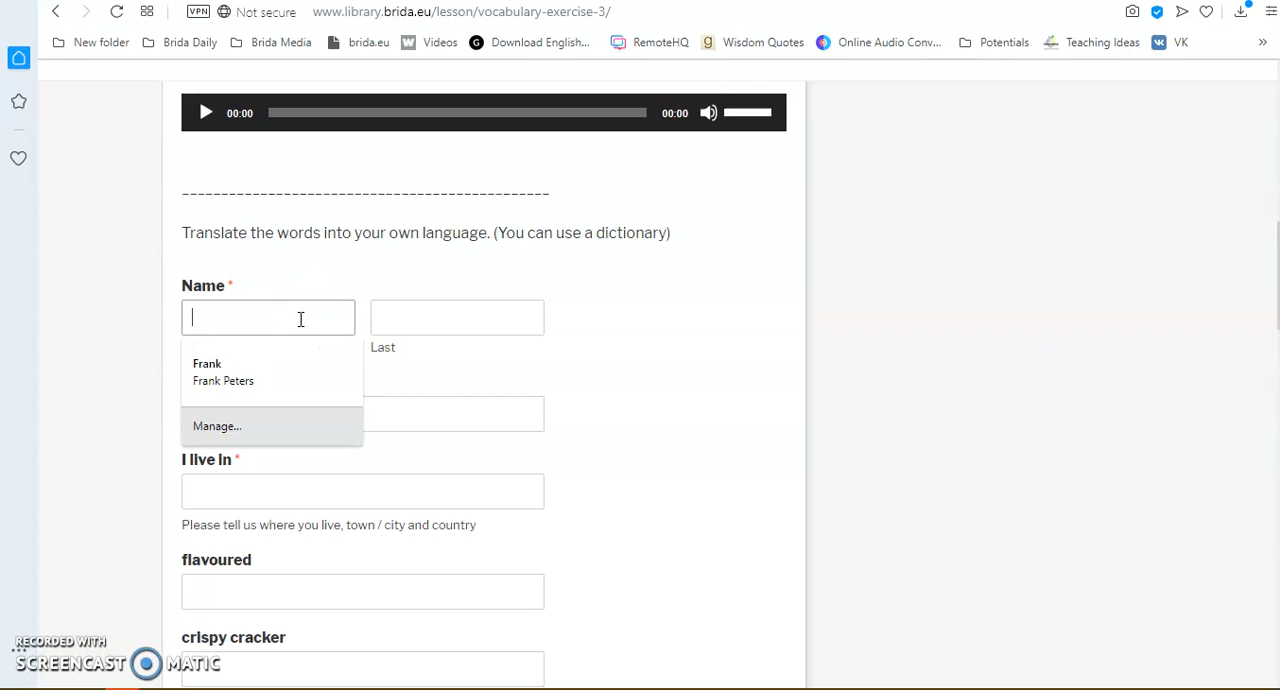 VPN Not secure www.library.brida.eu/lesson/vocabulary-exercise-3/
New folder Brida Daily Brida Media brida.eu W Videos G Download English... RemoteHQ g Wisdom Quotes Online Audio Conv... Potentials Teaching Ideas VK VK
00:00 00:00
----------------------------------------------
Translate the words into your own language. (You can use a dictionary)
Name *
Last
Frank
Frank Peters
Manage...
I live in *
Please tell us where you live, town / city and country
flavoured
crispy cracker
RECORDED WITH
SCREENCAST MATIC